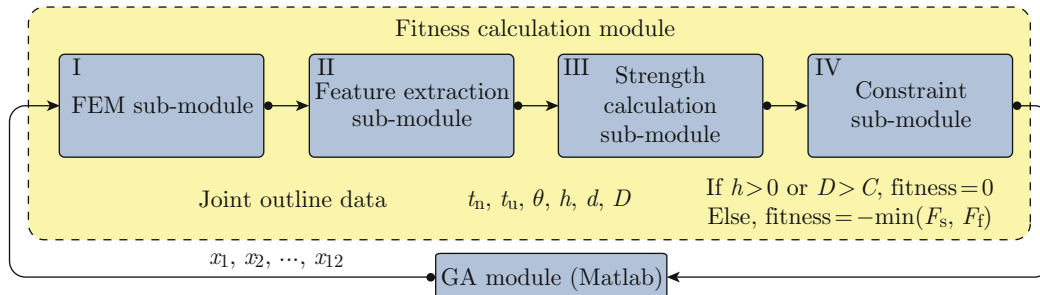 Fitness calculation module
I
FEM sub-module
II
Feature extraction
sub-module
III
Strength
calculation
sub-module
IV
Constraint
sub-module
Joint outline data
tn, tu, θ, h, d, D
If h>0 or D>C, fitness=0
Else, fitness=−min(Fs, Ff)
x1, x2, ..., x12
GA module (Matlab)